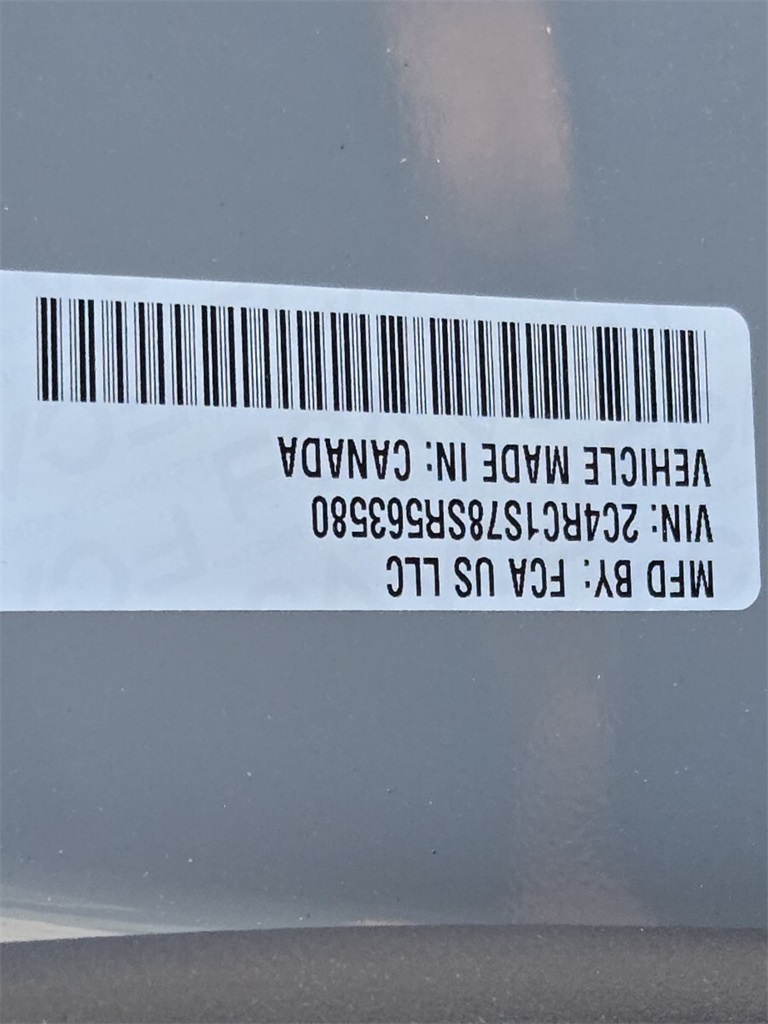 MFD BY: FCA US LLC
VIN: 2C4RC1S78SR563580
VEHICLE MADE IN: CANADA